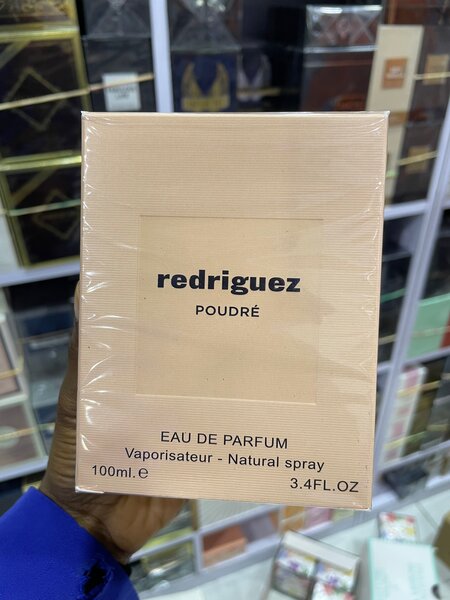 redriguez
POUDRÉ
EAU DE PARFUM
Vaporisateur - Natural spray
100ml.℮
3.4FL.OZ